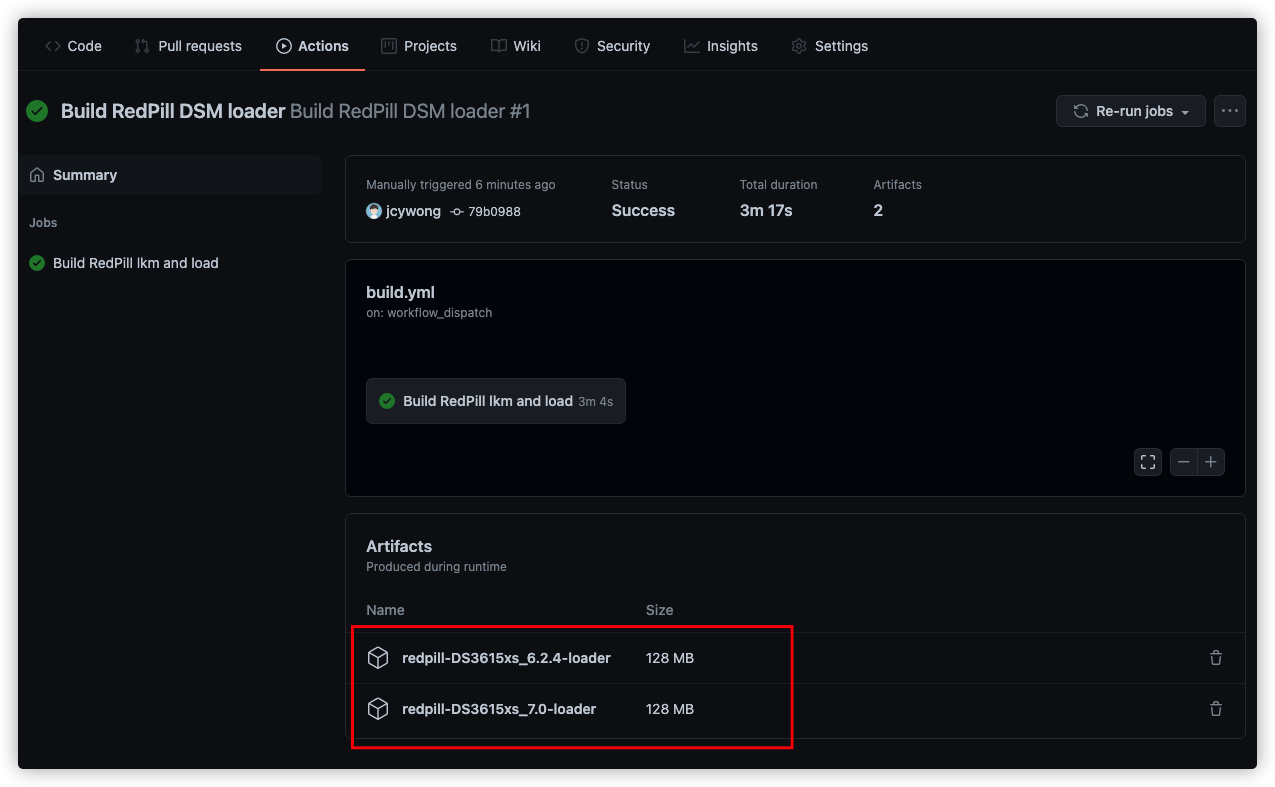 Code Pull requests Actions Projects Wiki Security Insights Settings
Build RedPill DSM loader Build RedPill DSM loader #1
Re-run jobs
Summary
Jobs
Build RedPill lkm and load
Manually triggered 6 minutes ago Status Total duration Artifacts
jcywong 79b0988 Success 3m 17s 2
build.yml
on: workflow_dispatch
Build RedPill lkm and load 3m 4s
Artifacts
Produced during runtime
Name Size
redpill-DS3615xs_6.2.4-loader 128 MB
redpill-DS3615xs_7.0-loader 128 MB